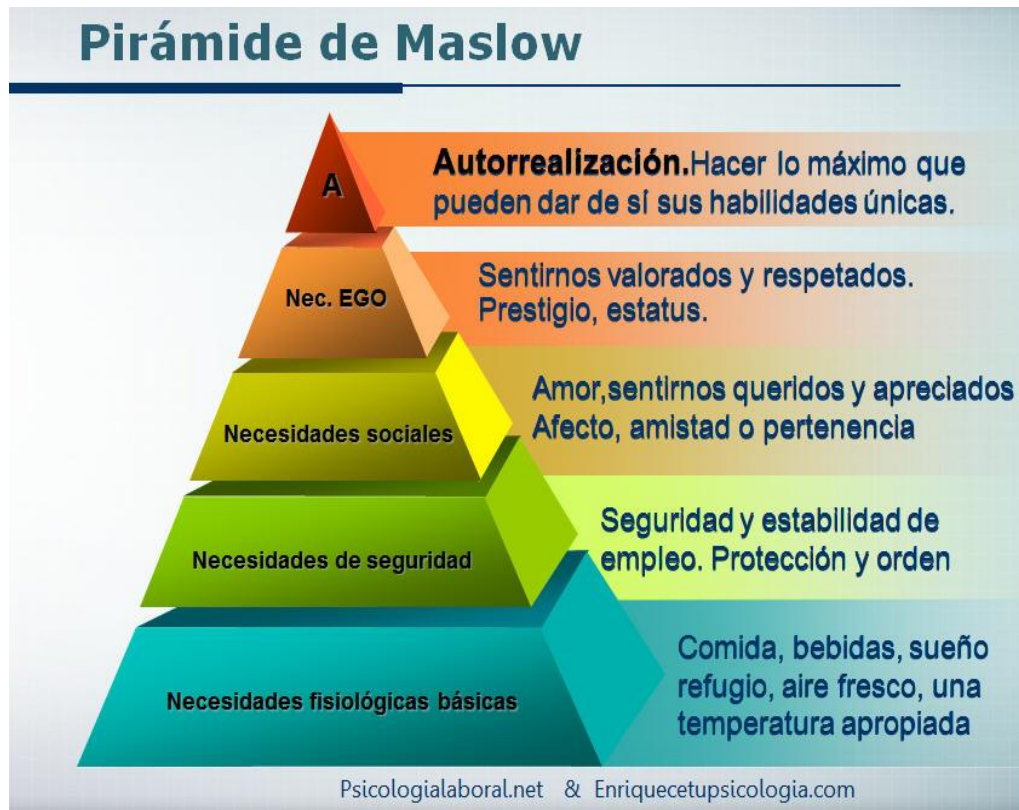 Pirámide de Maslow
A
Autorrealización.Hacer lo máximo que
pueden dar de sí sus habilidades únicas.
Nec. EGO
Sentirnos valorados y respetados.
Prestigio, estatus.
Necesidades sociales
Amor,sentirnos queridos y apreciados
Afecto, amistad o pertenencia
Necesidades de seguridad
Seguridad y estabilidad de
empleo. Protección y orden
Necesidades fisiológicas básicas
Comida, bebidas, sueño
refugio, aire fresco, una
temperatura apropiada
Psicologialaboral.net & Enriquecetupsicologia.com